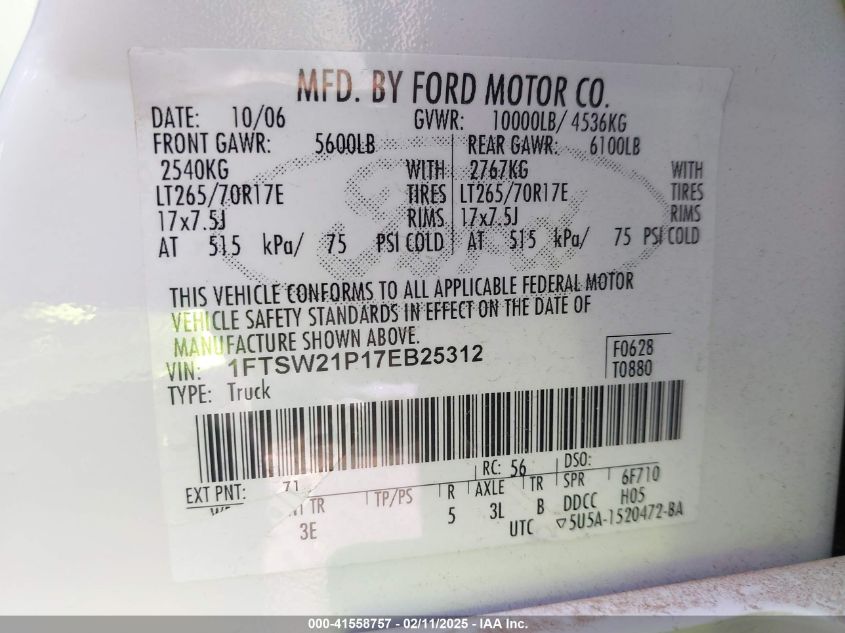 MFD. BY FORD MOTOR CO.
DATE: 10/06 GVWR: 10000LB/ 4536KG
FRONT GAWR: 5600LB REAR GAWR: 6100LB
2540KG WITH 2767KG WITH
LT265/70R17E TIRES LT265/70R17E TIRES
17x7.5J RIMS 17x7.5J RIMS
AT 515 kPa/ 75 PSI COLD AT 515 kPa/ 75 PSI COLD
THIS VEHICLE CONFORMS TO ALL APPLICABLE FEDERAL MOTOR
VEHICLE SAFETY STANDARDS IN EFFECT ON THE DATE OF
MANUFACTURE SHOWN ABOVE.
VIN: 1FTSW21P17EB25312 F0628
TYPE: Truck T0880
RC: 56 DSO:
EXT PNT: 71 6F710
TR TP/PS R AXLE TR SPR
3E 5 3L B DDCC H05
UTC ▽5U5A-1520472-BA
000-41558757 - 02/11/2025 - IAA Inc.